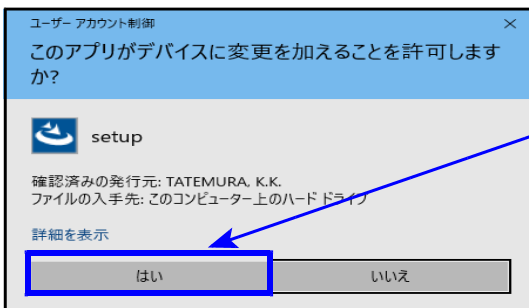 ユーザー アカウント制御
このアプリがデバイスに変更を加えることを許可します
か?
setup
確認済みの発行元: TATEMURA, K.K.
ファイルの入手先: このコンピューター上のハード ドライブ
詳細を表示
はい
いいえ